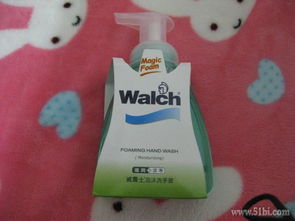 Magic
Foam
Walch
FOAMING HAND WASH
( Moisturizing )
威露士 泡沫洗手液
www.51bi.com